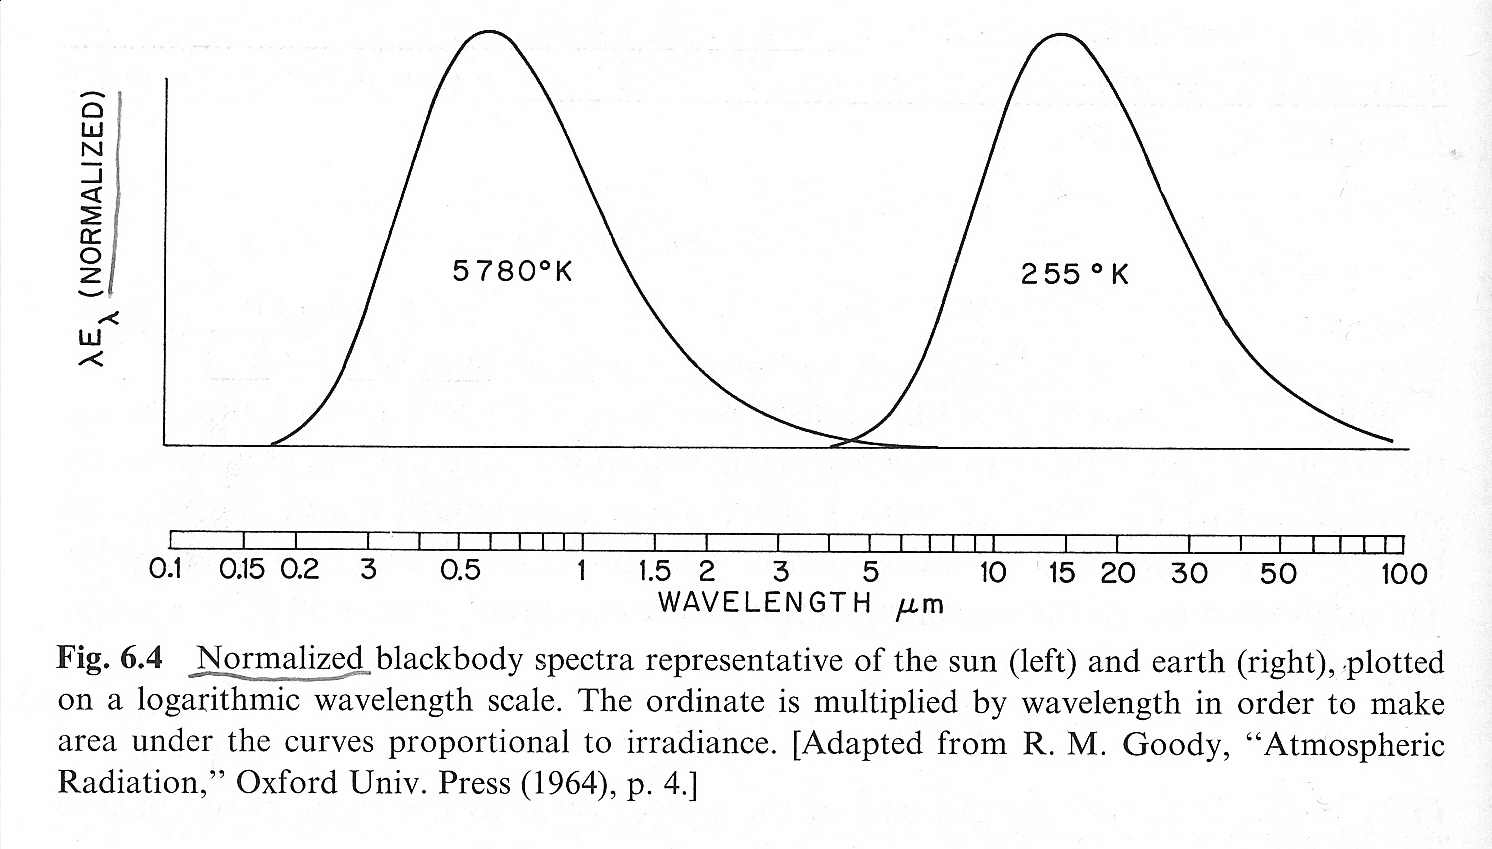 λE λ (NORMALIZED)
5780°K
255°K
0.1 0.15 0.2 3 0.5 1 1.5 2 3 5 10 15 20 30 50 100
WAVELENGTH μm
Fig. 6.4 Normalized blackbody spectra representative of the sun (left) and earth (right), plotted
on a logarithmic wavelength scale. The ordinate is multiplied by wavelength in order to make
area under the curves proportional to irradiance. [Adapted from R. M. Goody, “Atmospheric
Radiation,” Oxford Univ. Press (1964), p. 4.]